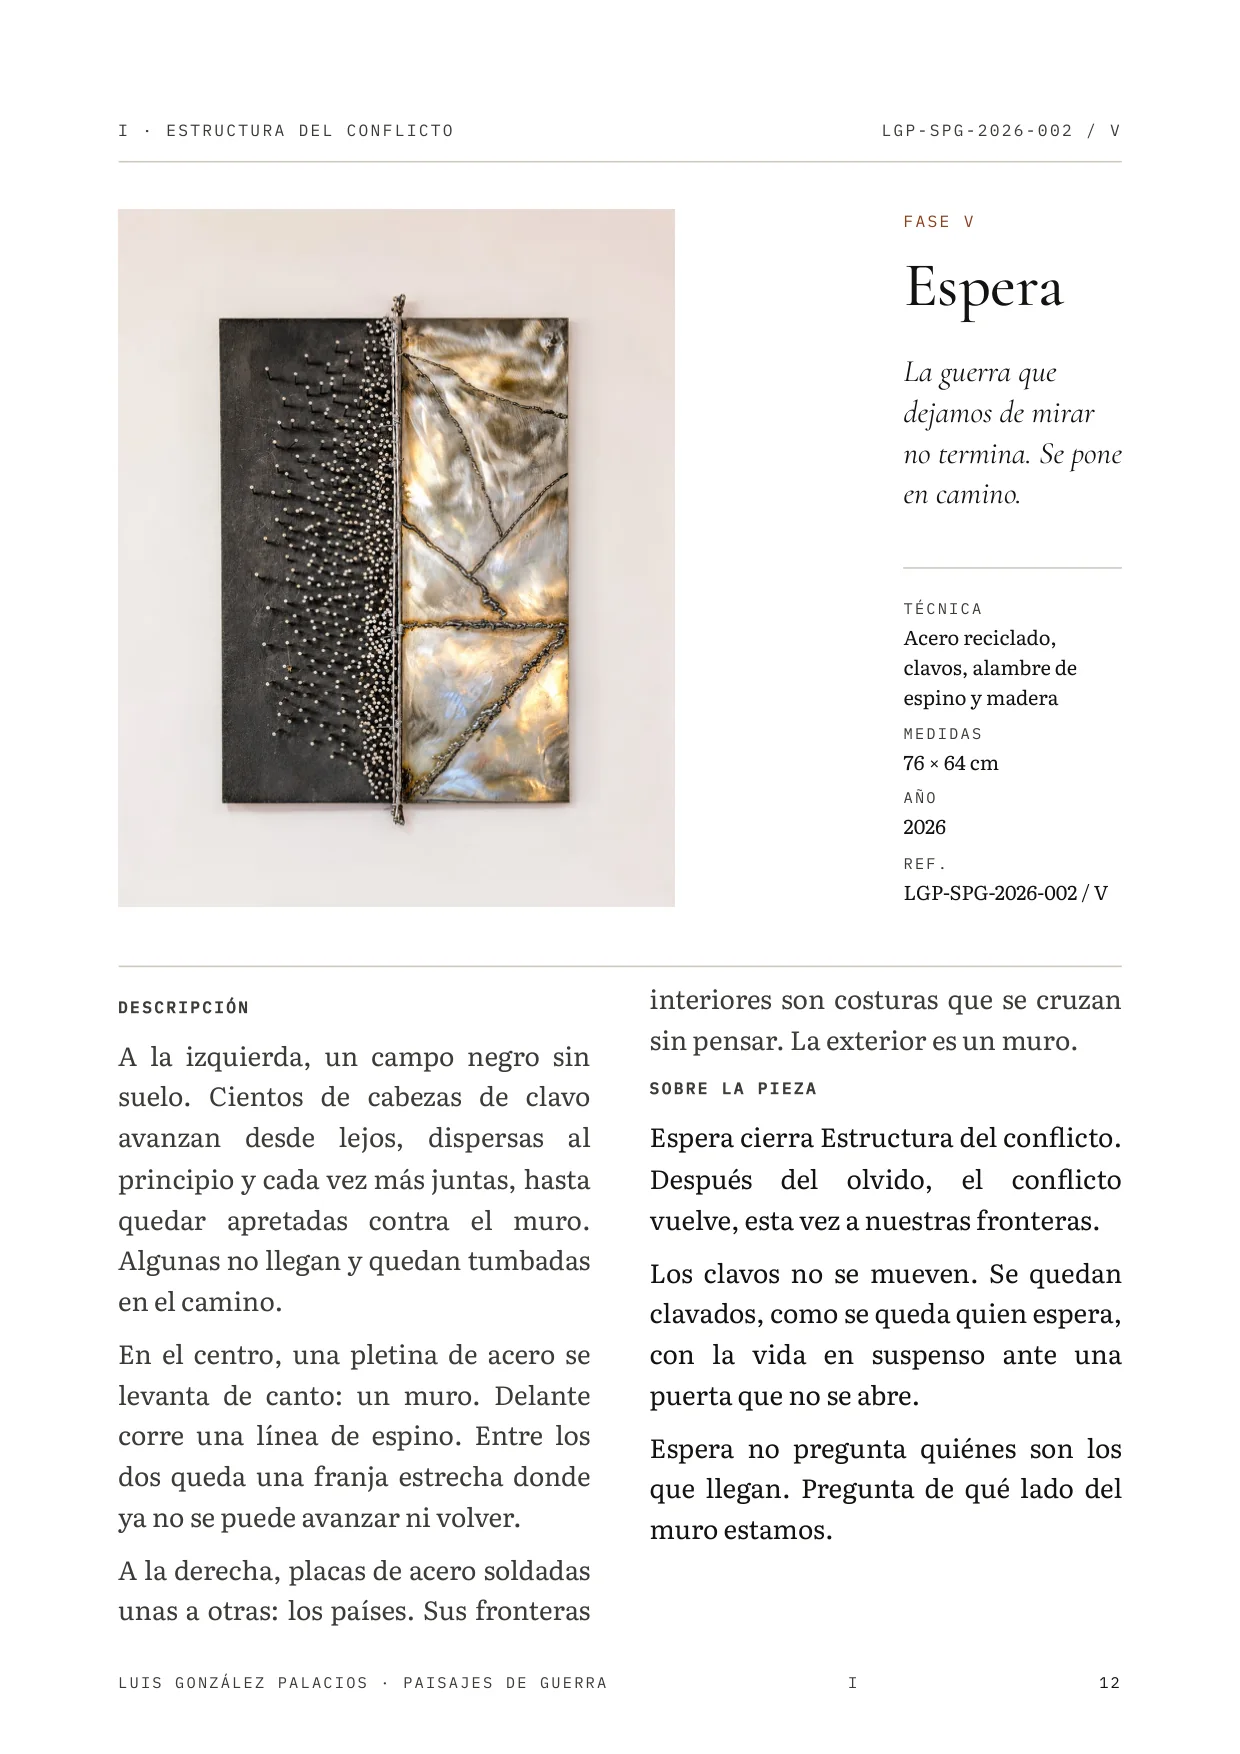 I · ESTRUCTURA DEL CONFLICTO
LGP-SPG-2026-002 / V
FASE V
Espera
La guerra que
dejamos de mirar
no termina. Se pone
en camino.
TÉCNICA
Acero reciclado,
clavos, alambre de
espino y madera
MEDIDAS
76 × 64 cm
AÑO
2026
REF.
LGP-SPG-2026-002 / V
DESCRIPCIÓN
A la izquierda, un campo negro sin
suelo. Cientos de cabezas de clavo
avanzan desde lejos, dispersas al
principio y cada vez más juntas, hasta
quedar apretadas contra el muro.
Algunas no llegan y quedan tumbadas
en el camino.
En el centro, una pletina de acero se
levanta de canto: un muro. Delante
corre una línea de espino. Entre los
dos queda una franja estrecha donde
ya no se puede avanzar ni volver.
A la derecha, placas de acero soldadas
unas a otras: los países. Sus fronteras
interiores son costuras que se cruzan
sin pensar. La exterior es un muro.
SOBRE LA PIEZA
Espera cierra Estructura del conflicto.
Después del olvido, el conflicto
vuelve, esta vez a nuestras fronteras.
Los clavos no se mueven. Se quedan
clavados, como se queda quien espera,
con la vida en suspenso ante una
puerta que no se abre.
Espera no pregunta quiénes son los
que llegan. Pregunta de qué lado del
muro estamos.
LUIS GONZÁLEZ PALACIOS · PAISAJES DE GUERRA
I
12